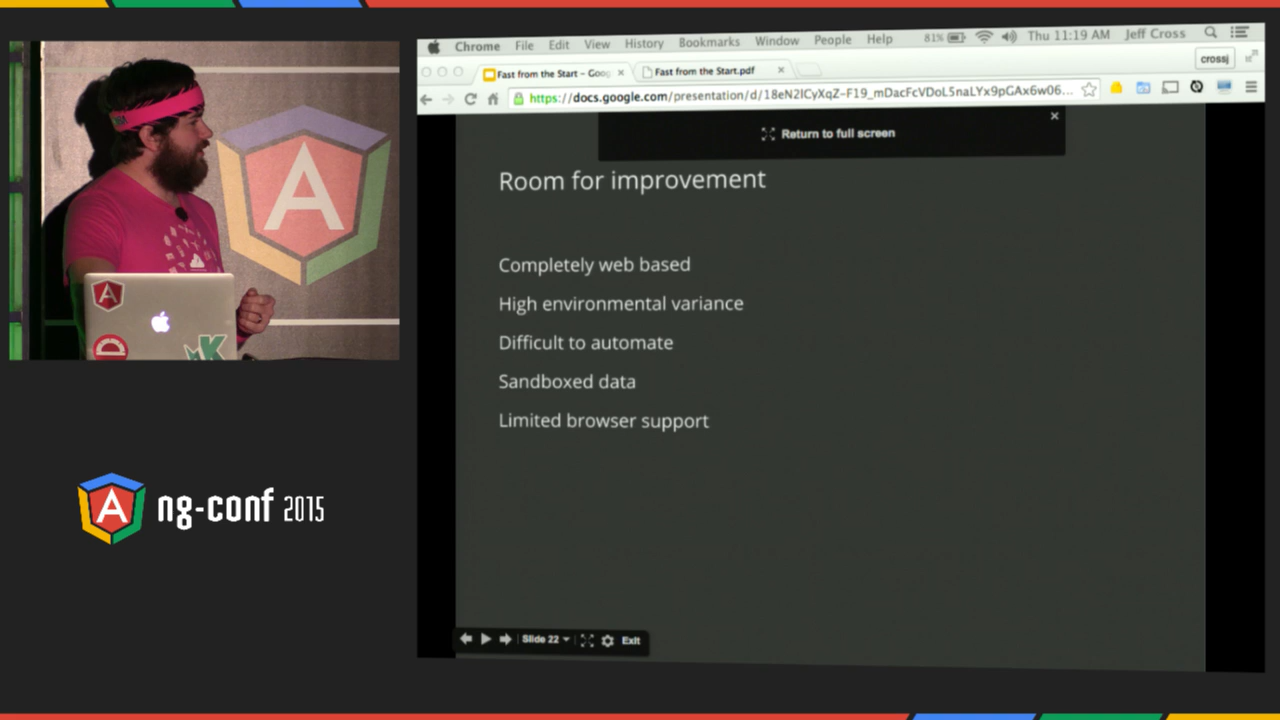 Chrome File Edit View History Bookmarks Window People Help 81% Thu 11:19 AM Jeff Cross
Fast from the Start – Goog
Fast from the Start.pdf
crossj
https://docs.google.com/presentation/d/18eN2ICyXqZ-F19_mDacFcVDoL5naLYx9pGAx6w06...
Return to full screen
Room for improvement
Completely web based
High environmental variance
Difficult to automate
Sandboxed data
Limited browser support
Slide 22
Exit
A
A
K
A ng-conf 2015